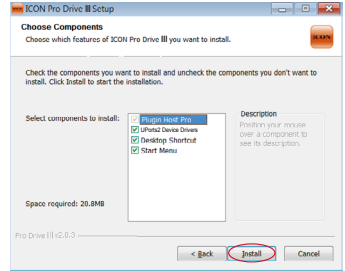 ICON Pro Drive III Setup
Choose Components
Choose which features of ICON Pro Drive III you want to install.
ICON
Check the components you want to install and uncheck the components you don't want to
install. Click Install to start the installation.
Select components to install:
Plugin Host Pro
UPorts2 Device Drivers
Desktop Shortcut
Start Menu
Description
Position your mouse
over a component to
see its description.
Space required: 20.8MB
Pro Drive III v2.0.3
< Back
Install
Cancel